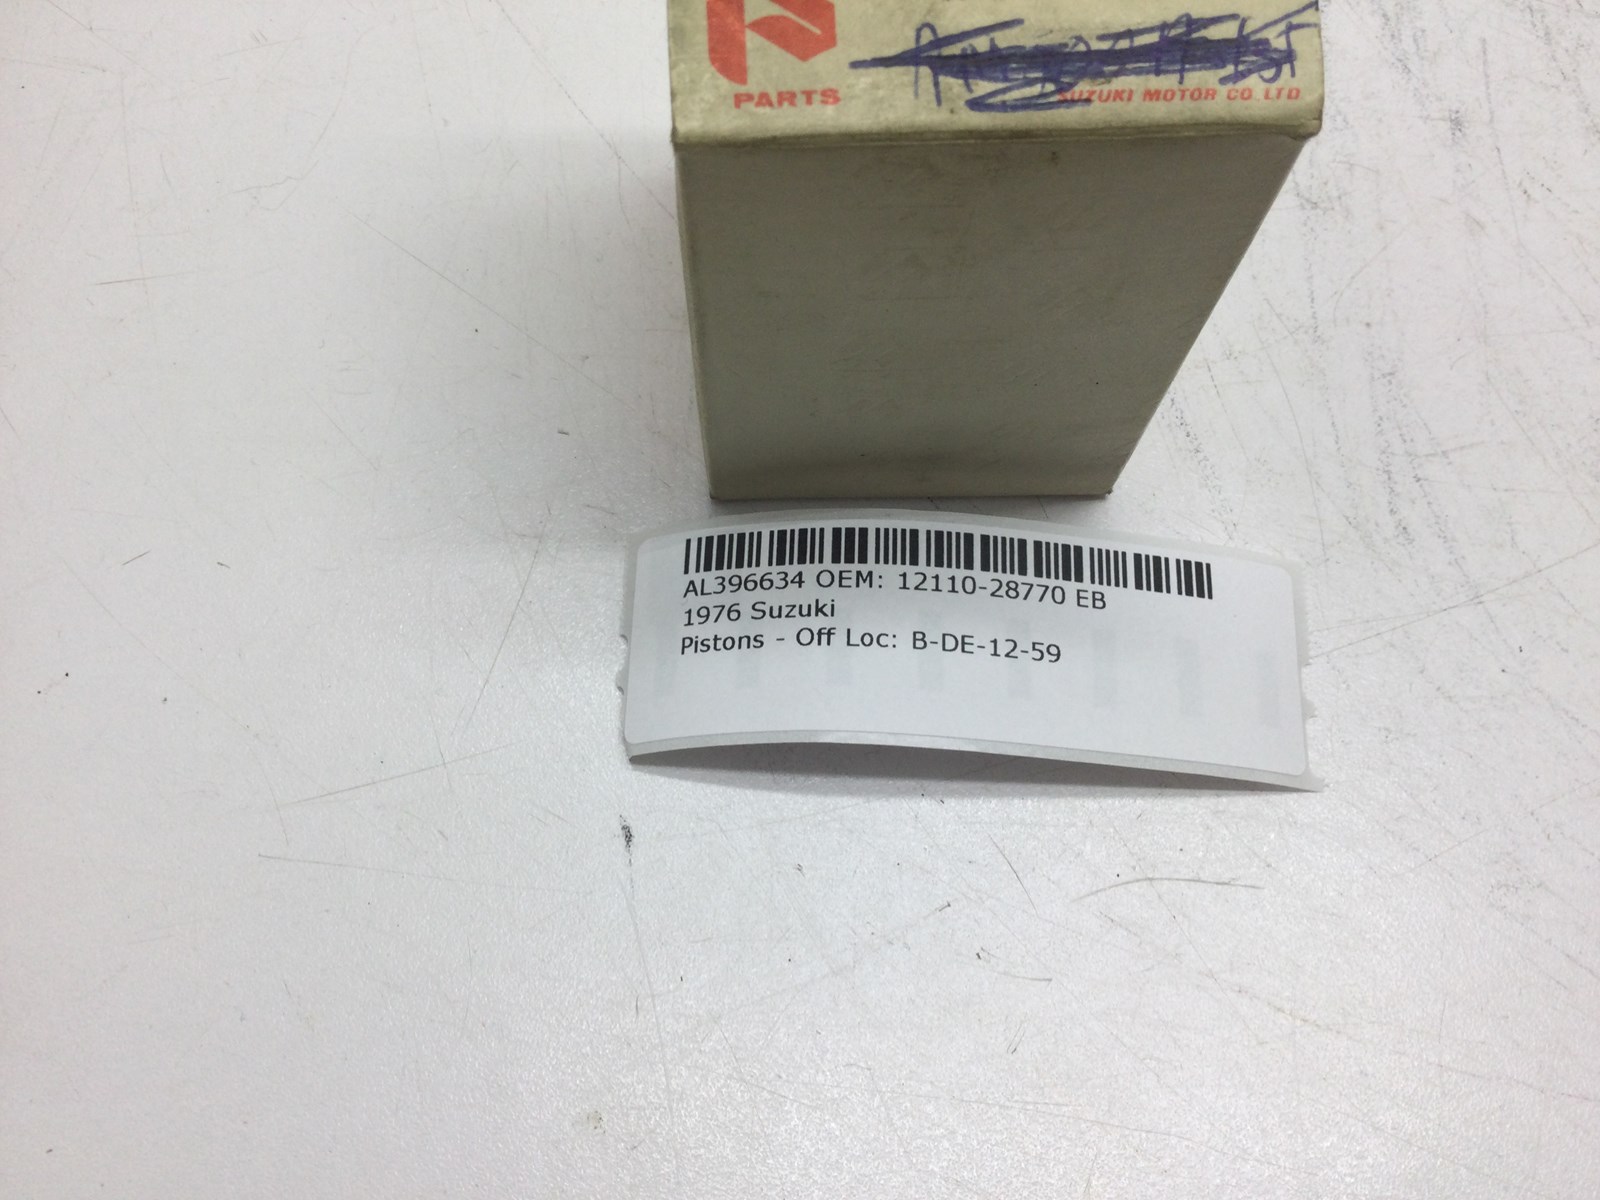 PARTS
SUZUKI MOTOR CO. LTD
AL396634 OEM: 12110-28770 EB
1976 Suzuki
Pistons - Off Loc: B-DE-12-59